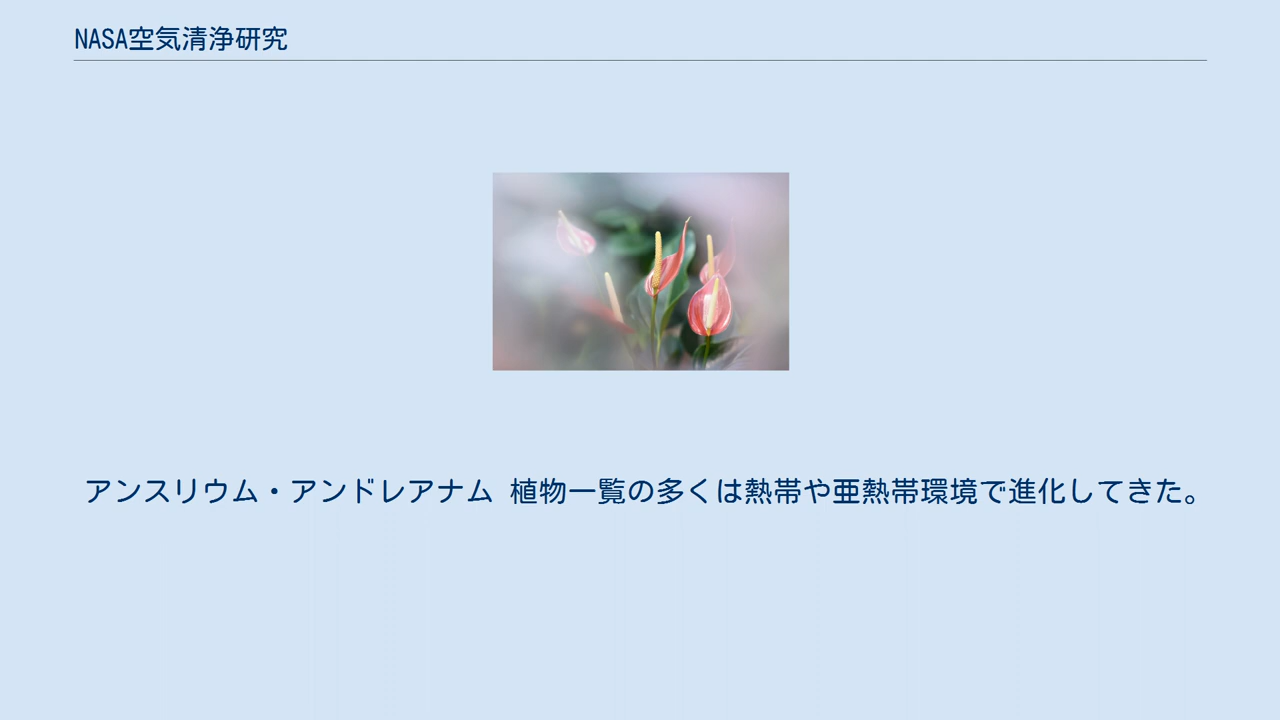 NASA空気清浄研究
アンスリウム・アンドレアナム 植物一覧の多くは熱帯や亜熱帯環境で進化してきた。